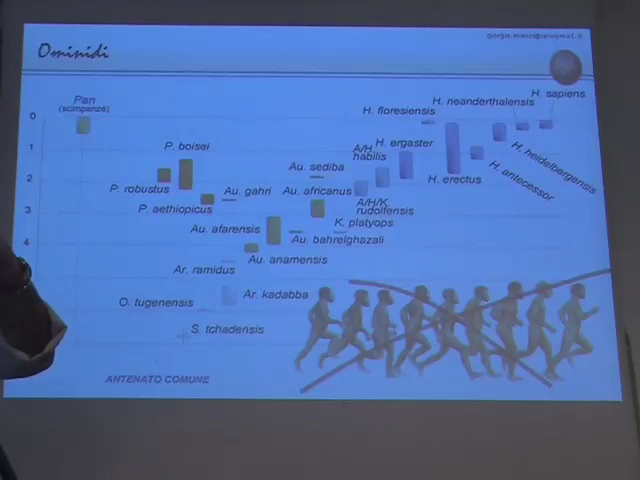 Ominidi
giorgio.manzi@uniroma1.it
Pan
(scimpanzé)
H. sapiens
H. neanderthalensis
H. floresiensis
0
1
2
3
4
P. boisei
H. ergaster
A/H
habilis
H. heidelbergensis
Au. sediba
H. erectus
H. antecessor
P. robustus
Au. gahri
Au. africanus
P. aethiopicus
A/H/K
rudolfensis
Au. afarensis
K. platyops
Au. bahrelghazali
Au. anamensis
Ar. ramidus
Ar. kadabba
O. tugenensis
S. tchadensis
ANTENATO COMUNE